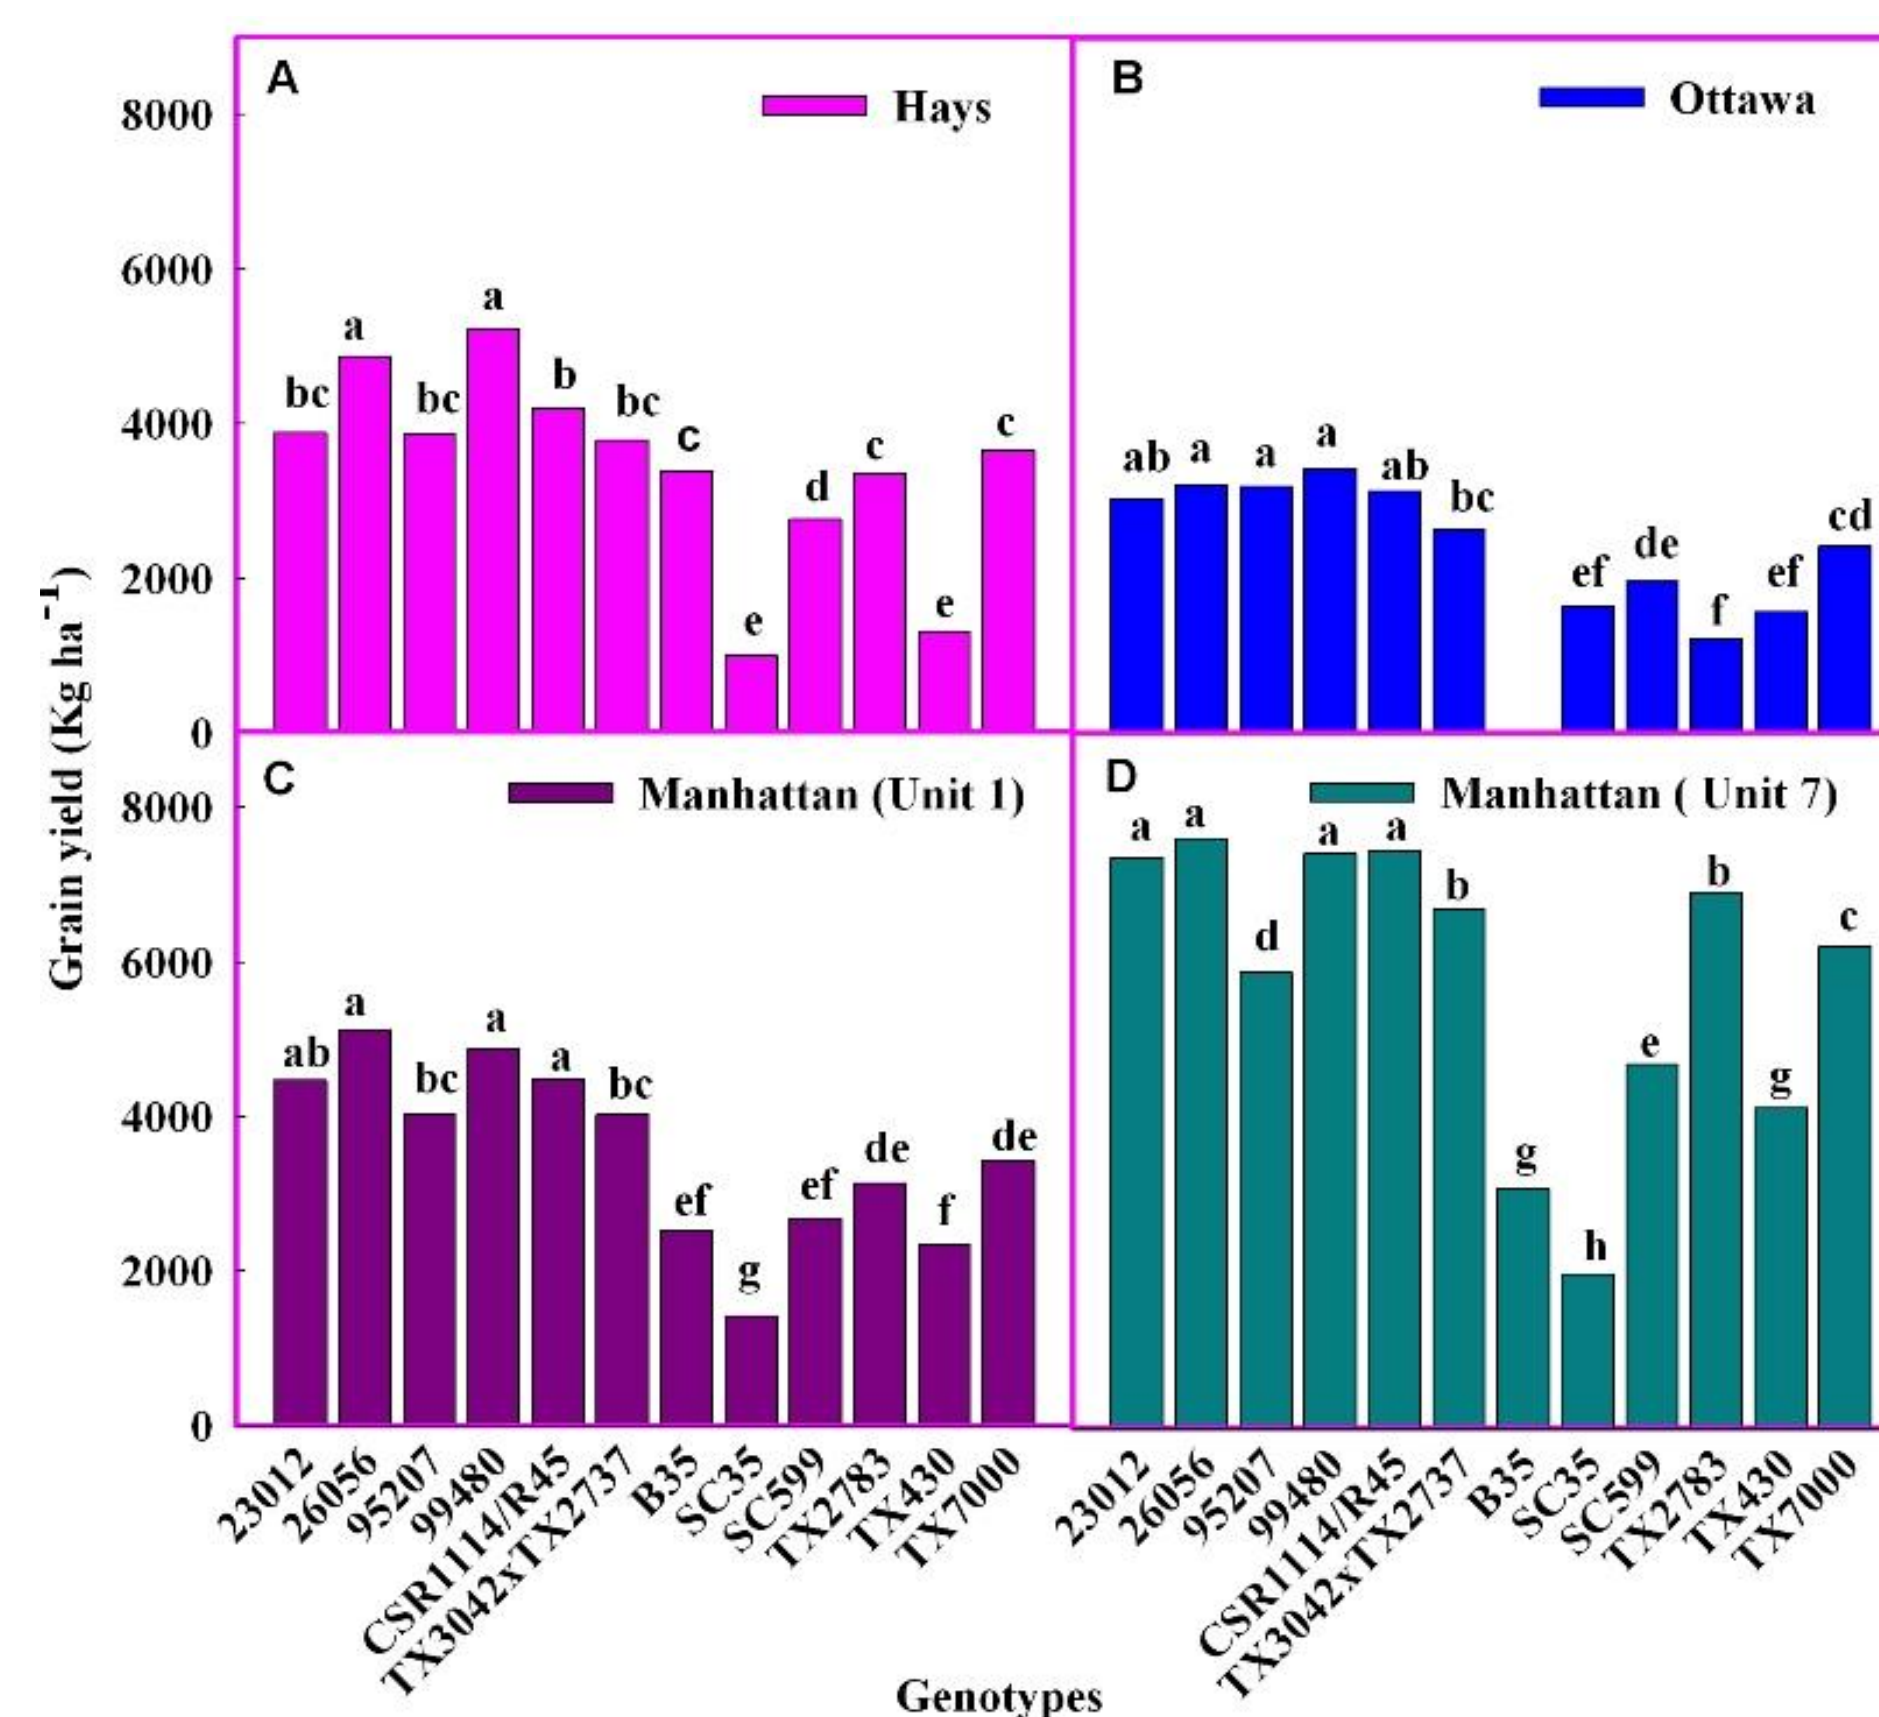 A
Hays
8000
6000
4000
2000
0
a
a
bc
bc
b
bc
c
e
d
c
e
c
B
Ottawa
ab
a
a
a
ab
bc
ef
de
f
ef
cd
Grain yield (Kg ha⁻¹)
C
Manhattan (Unit 1)
8000
6000
4000
2000
0
ab
a
bc
a
a
bc
ef
g
ef
de
f
de
D
Manhattan ( Unit 7)
a
a
d
a
a
b
g
h
e
b
g
c
23012
26056
95207
99480
CSR1114/R45
TX3042xTX2737
B35
SC35
SC599
TX2783
TX430
TX7000
23012
26056
95207
99480
CSR1114/R45
TX3042xTX2737
B35
SC35
SC599
TX2783
TX430
TX7000
Genotypes